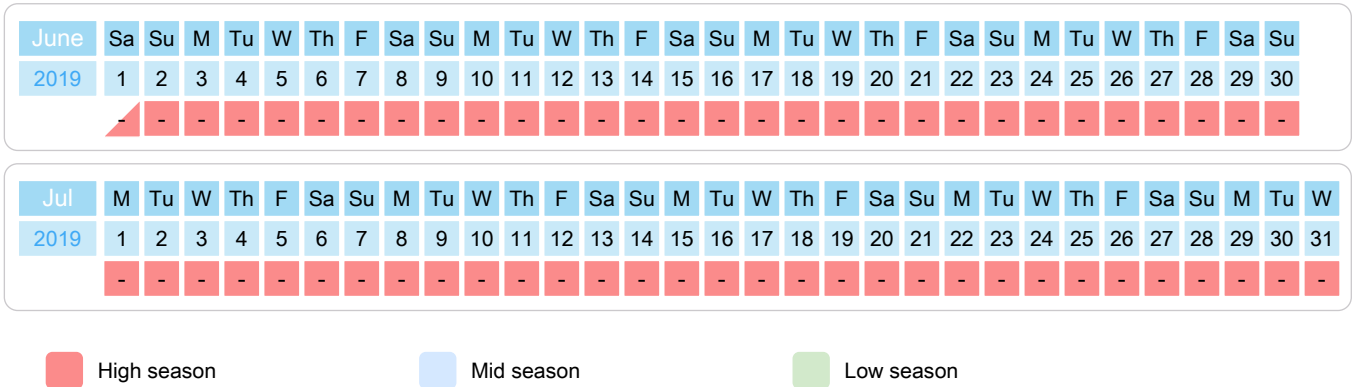 June Sa Su M Tu W Th F Sa Su M Tu W Th F Sa Su M Tu W Th F Sa Su M Tu W Th F Sa Su
2019 1 2 3 4 5 6 7 8 9 10 11 12 13 14 15 16 17 18 19 20 21 22 23 24 25 26 27 28 29 30
- - - - - - - - - - - - - - - - - - - - - - - - - - - - - -
Jul M Tu W Th F Sa Su M Tu W Th F Sa Su M Tu W Th F Sa Su M Tu W Th F Sa Su M Tu W
2019 1 2 3 4 5 6 7 8 9 10 11 12 13 14 15 16 17 18 19 20 21 22 23 24 25 26 27 28 29 30 31
- - - - - - - - - - - - - - - - - - - - - - - - - - - - - - -
High season Mid season Low season